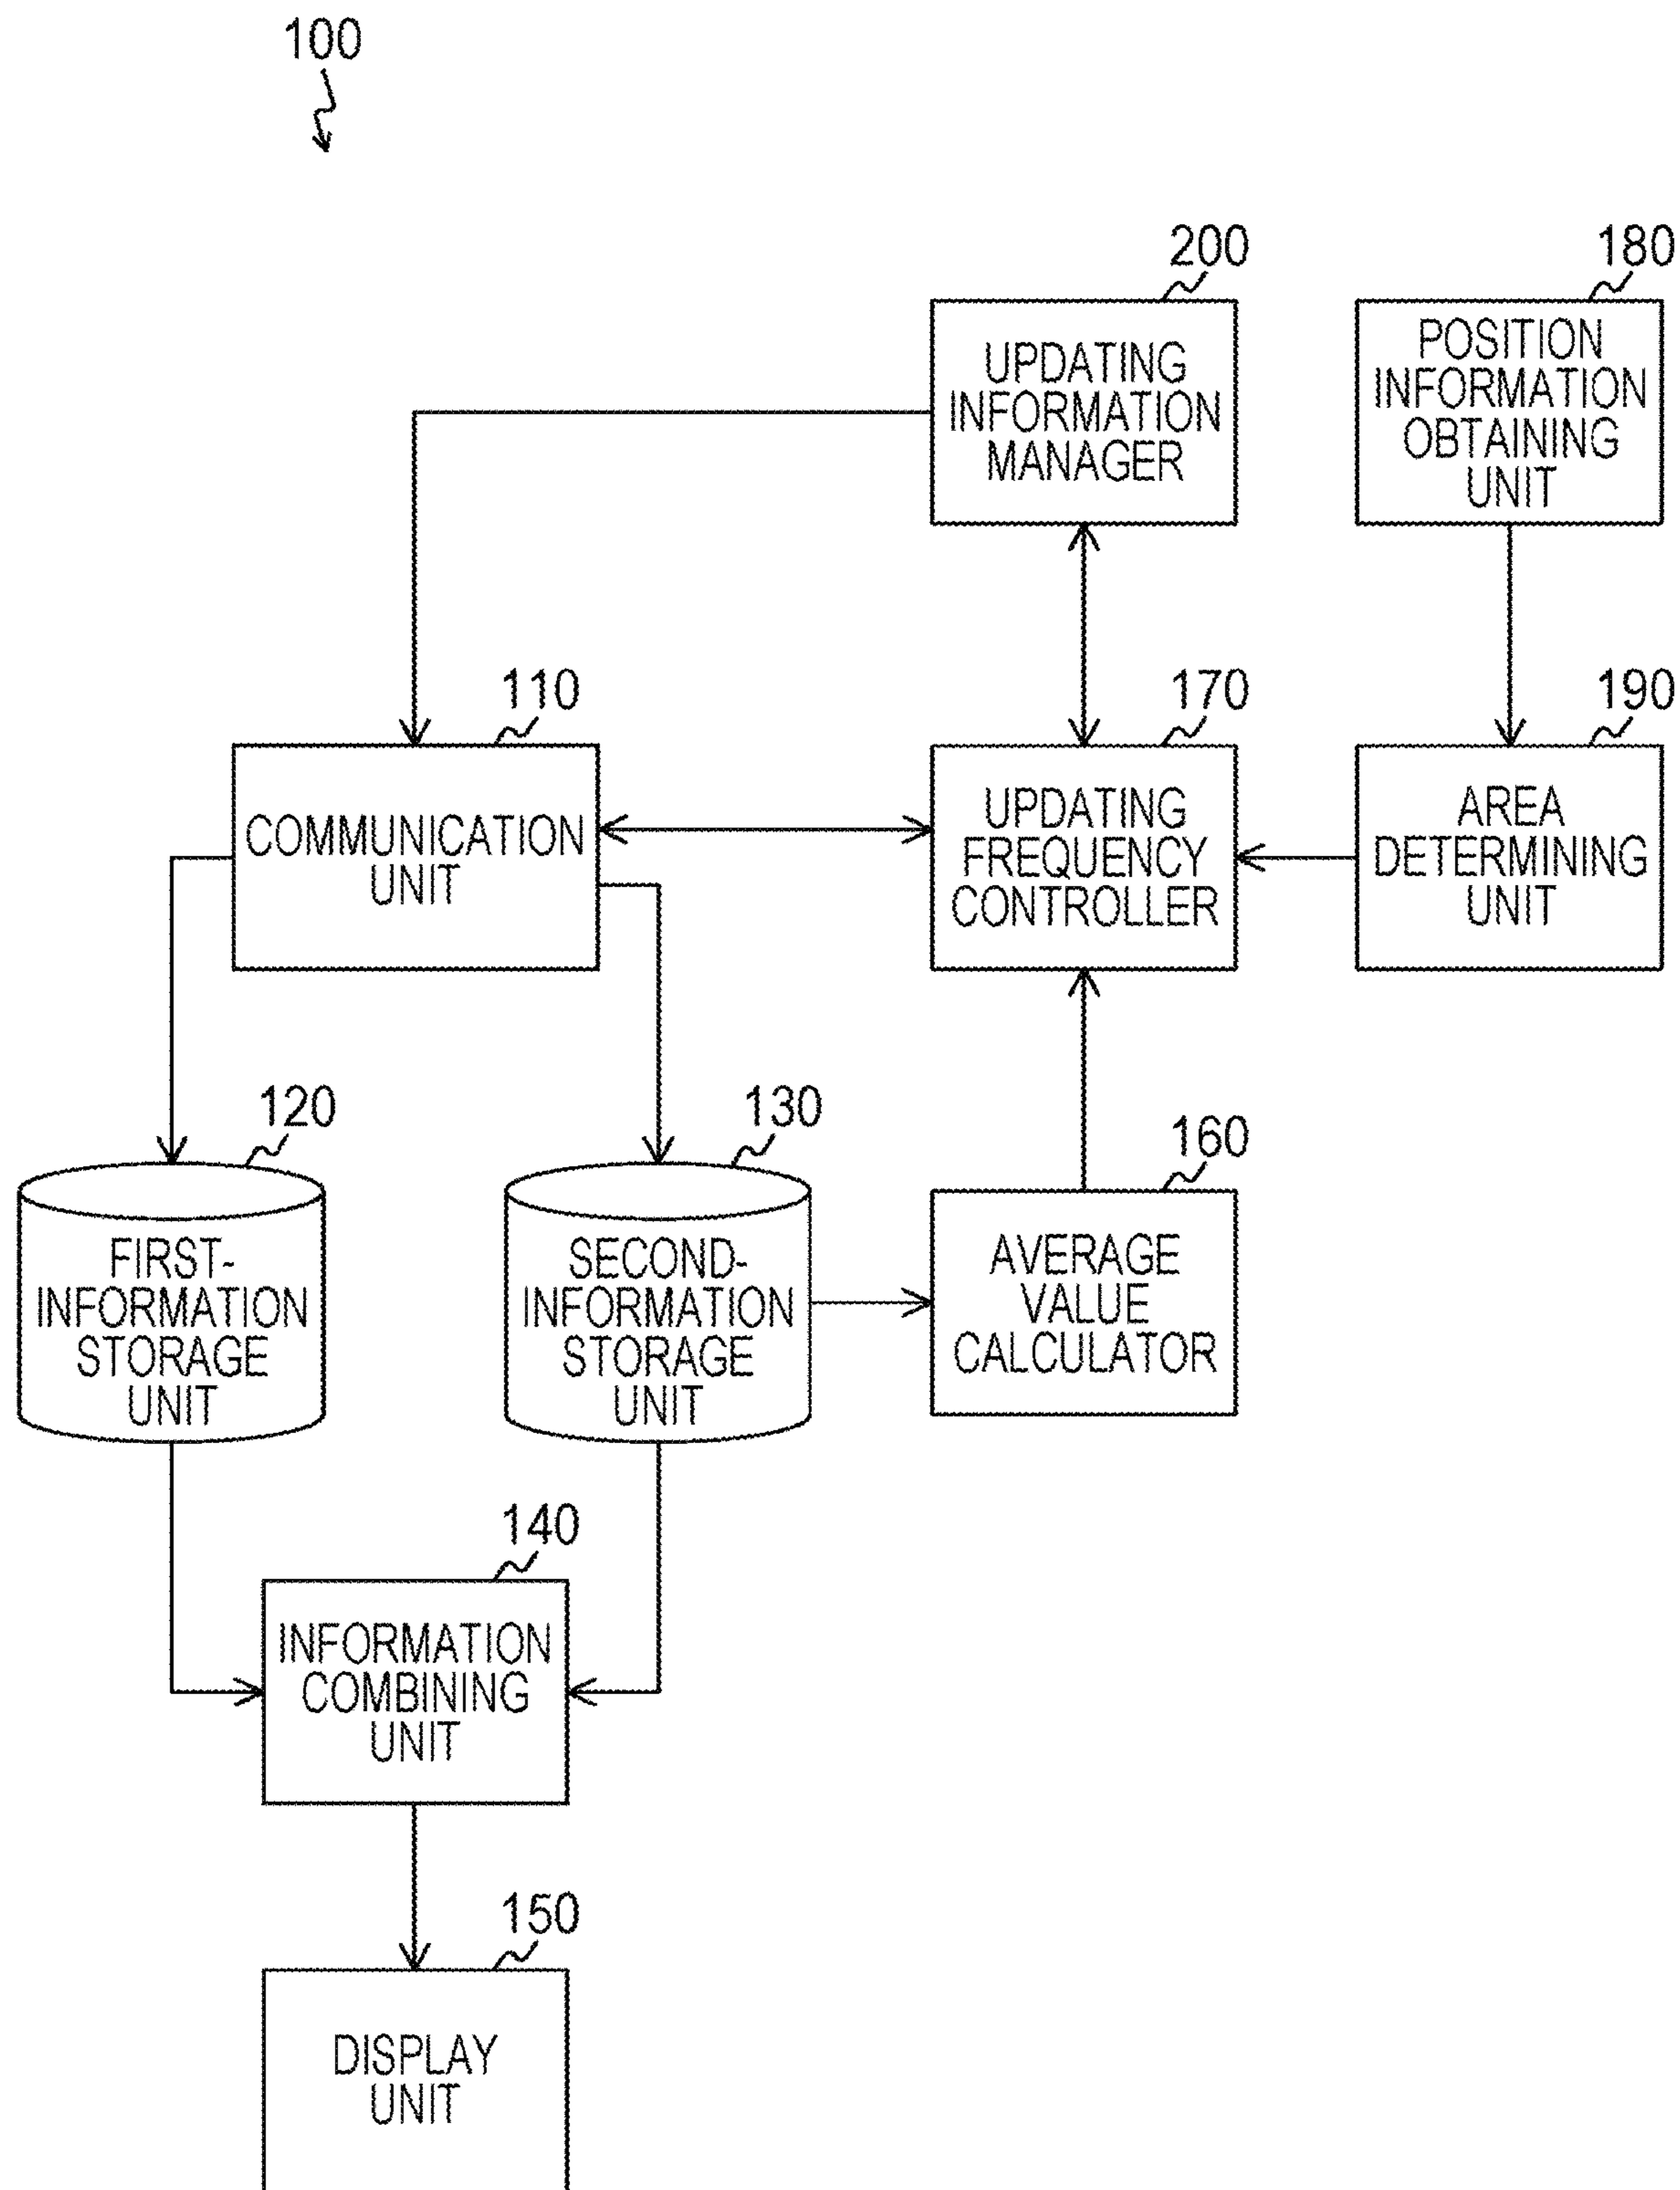 100
200
UPDATING
INFORMATION
MANAGER
180
POSITION
INFORMATION
OBTAINING
UNIT
110
COMMUNICATION
UNIT
170
UPDATING
FREQUENCY
CONTROLLER
190
AREA
DETERMINING
UNIT
120
FIRST-
INFORMATION
STORAGE
UNIT
130
SECOND-
INFORMATION
STORAGE
UNIT
160
AVERAGE
VALUE
CALCULATOR
140
INFORMATION
COMBINING
UNIT
150
DISPLAY
UNIT